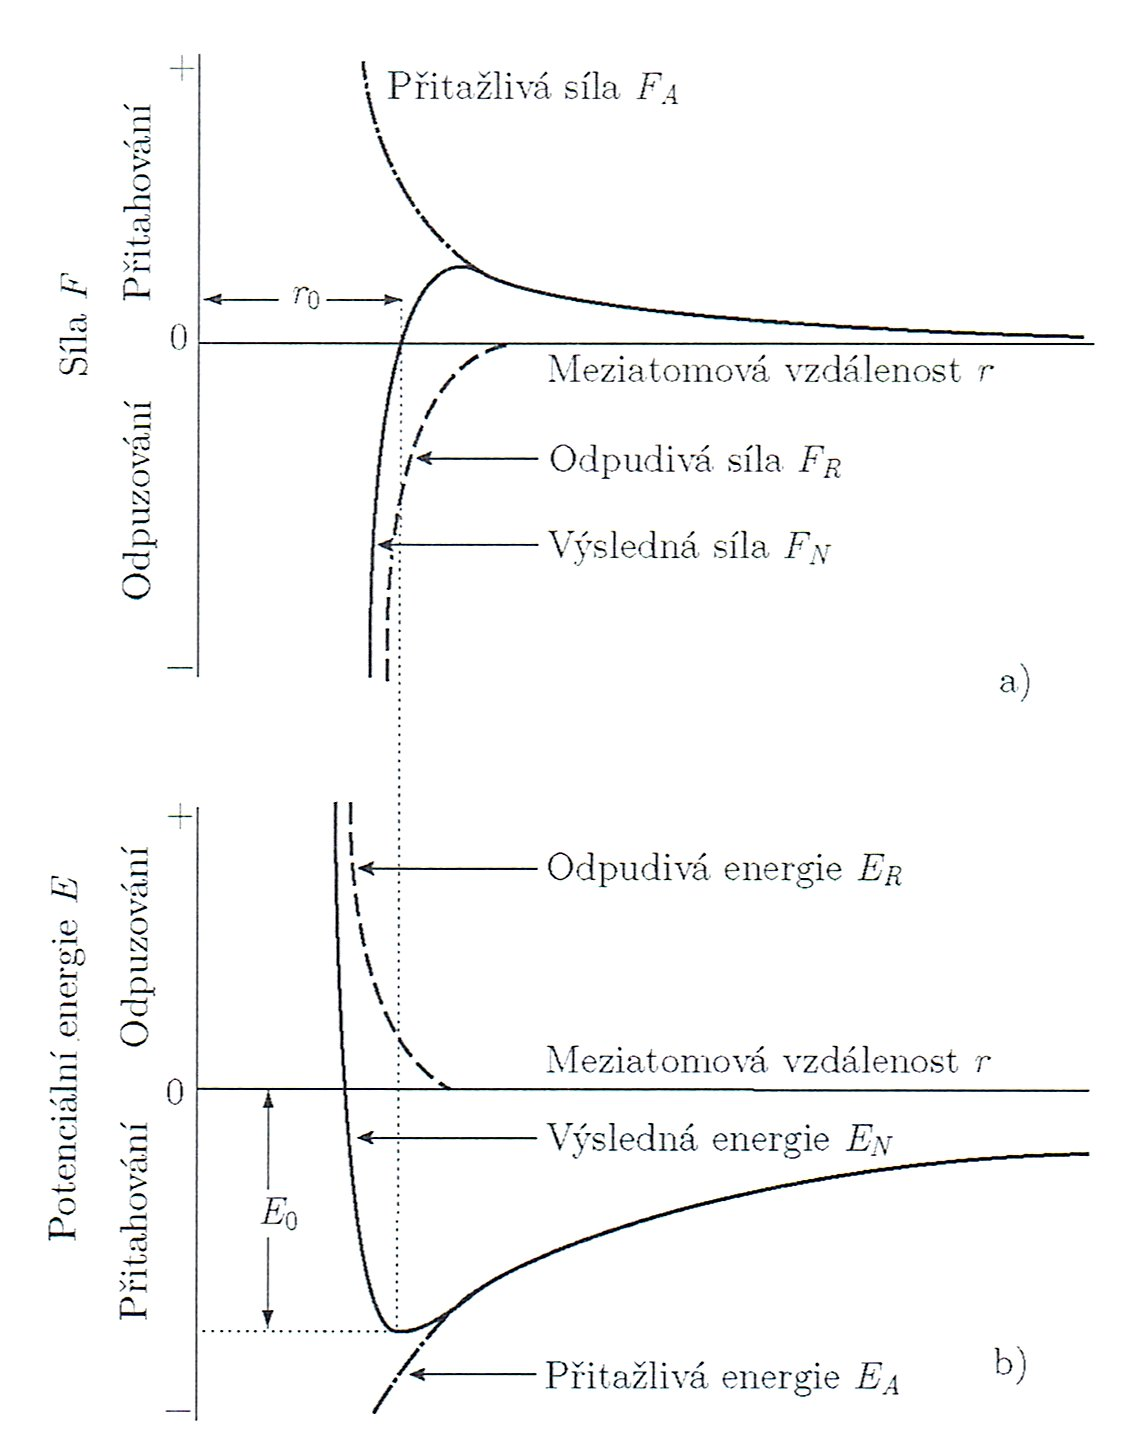 +
Přitažlivá síla F_A
Přitahování
r_0
Síla F
0
Meziatomová vzdálenost r
Odpuzování
Odpudivá síla F_R
Výsledná síla F_N
−
a)
+
Odpudivá energie E_R
Odpuzování
Potenciální energie E
Meziatomová vzdálenost r
0
Výsledná energie E_N
Přitahování
E_0
Přitažlivá energie E_A
b)
−